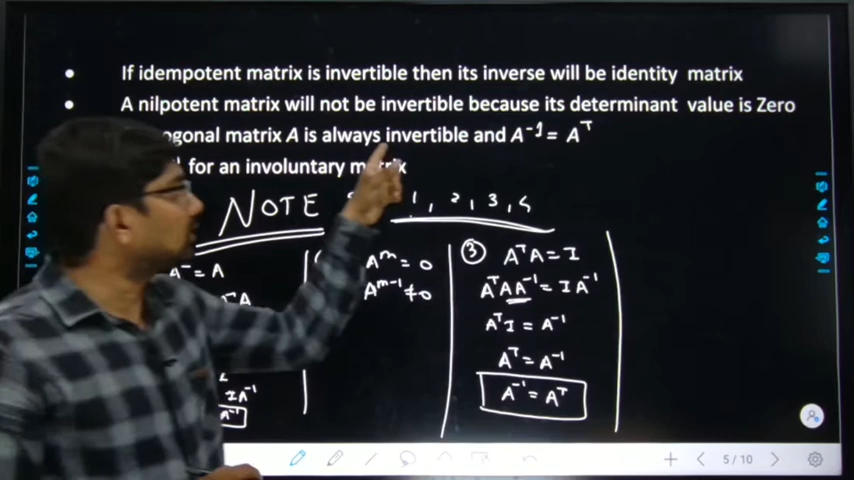 If idempotent matrix is invertible then its inverse will be identity matrix
A nilpotent matrix will not be invertible because its determinant value is Zero
ogonal matrix A is always invertible and A⁻¹ = Aᵀ
for an involuntary matrix
NOTE 1, 2, 3, 4
A⁻ = A
Aᵐ = 0
Aᵐ⁻¹ ≠ 0
IA⁻¹
A⁻¹
③ AᵀA = I
AᵀAA⁻¹ = IA⁻¹
AᵀI = A⁻¹
Aᵀ = A⁻¹
A⁻¹ = Aᵀ
5 / 10